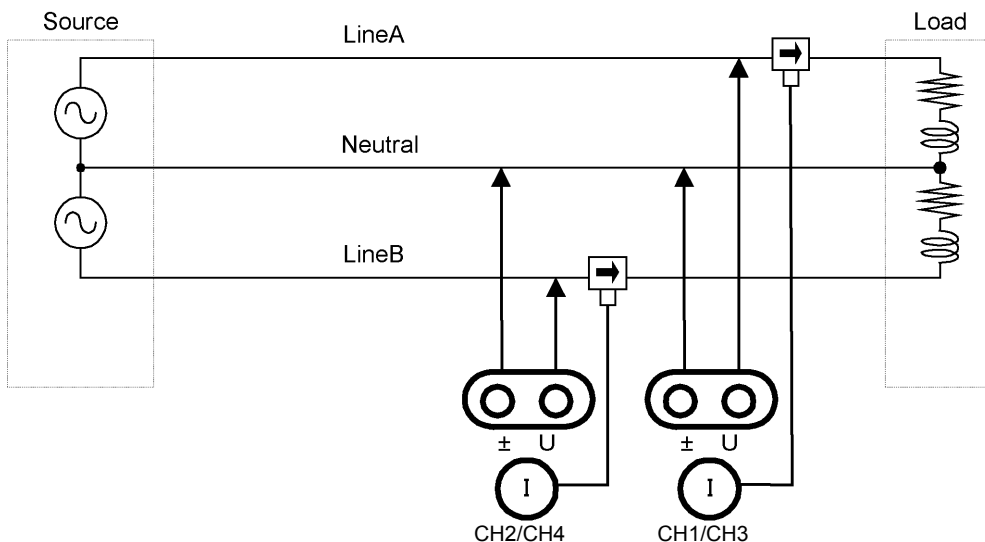 Source
LineA
Load
Neutral
LineB
± U
± U
I
I
CH2/CH4
CH1/CH3